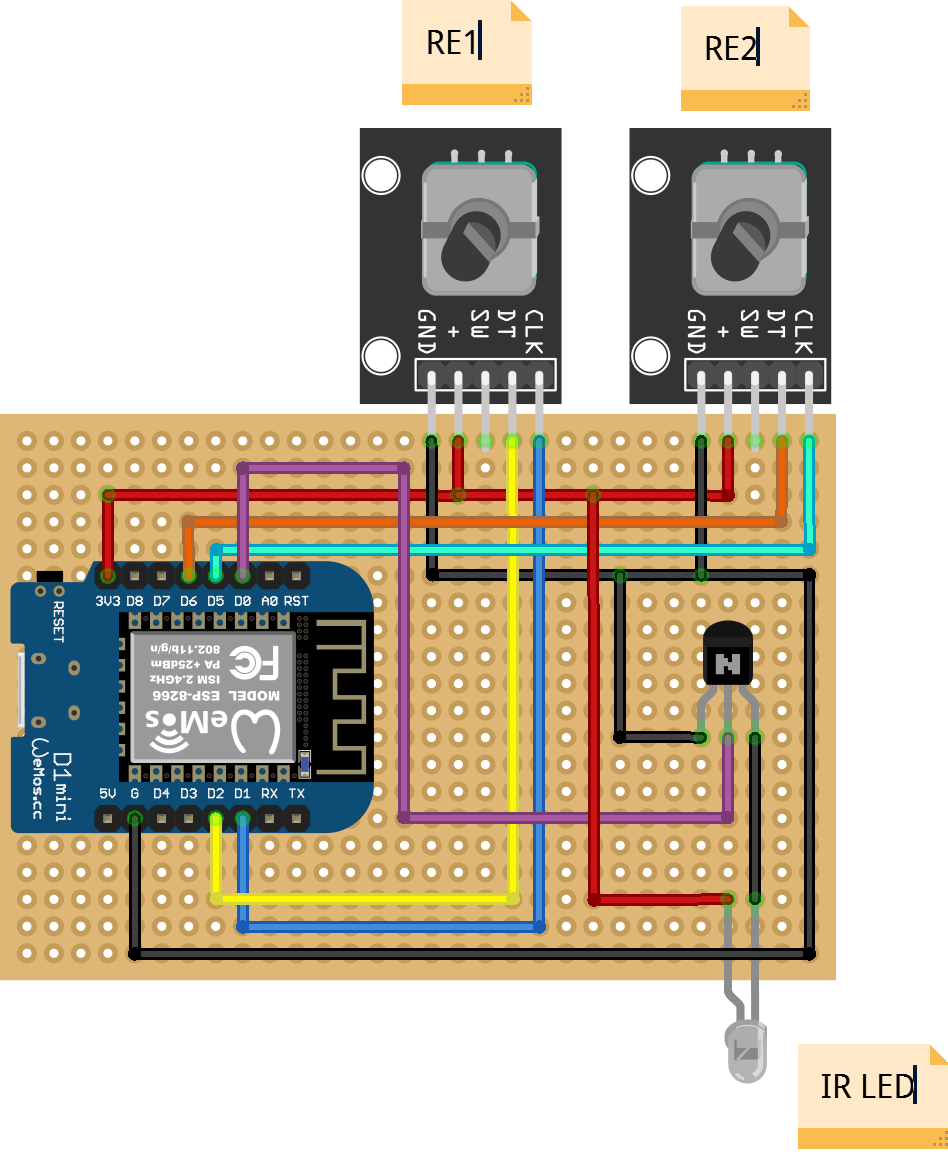 RE1
RE2
GND
+
SW
DT
CLK
GND
+
SW
DT
CLK
3V3 D8 D7 D6 D5 D0 A0 RST
RESET
802.11b/g/n
PA +25dBm
ISM 2.4GHz
MODEL ESP-8266
FC
WeMos
D1mini
WeMos.cc
N
5V G D4 D3 D2 D1 RX TX
IR LED